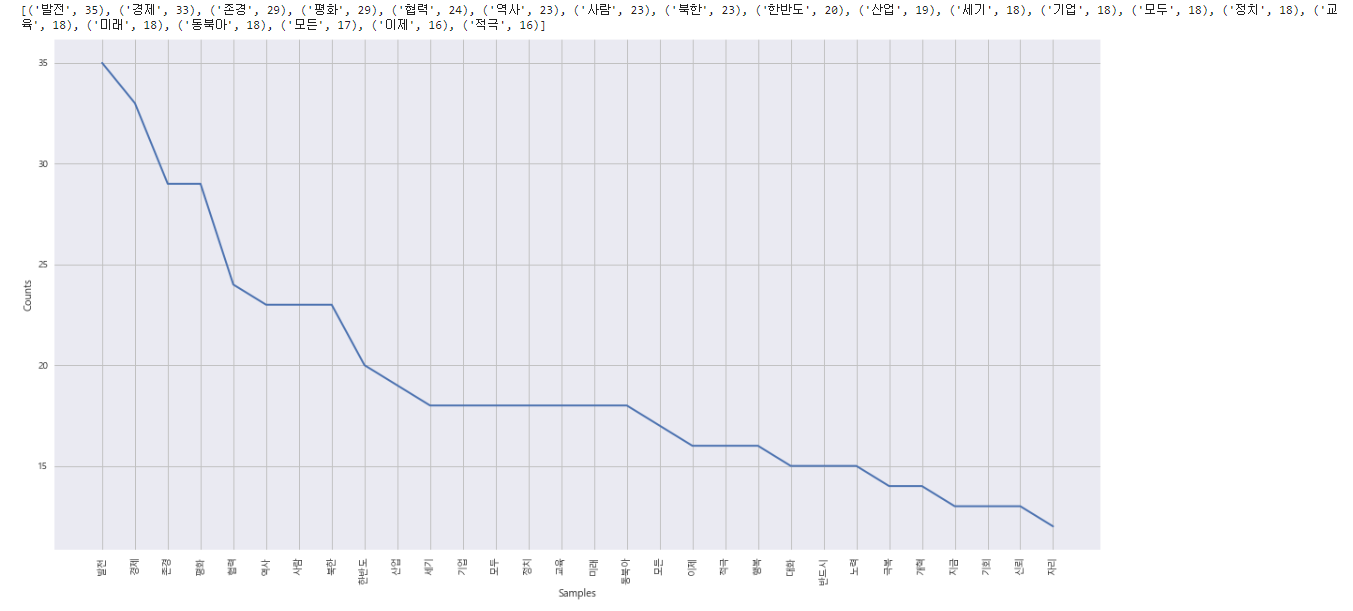 [('발전', 35), ('경제', 33), ('존경', 29), ('평화', 29), ('협력', 24), ('역사', 23), ('사람', 23), ('북한', 23), ('한반도', 20), ('산업', 19), ('세기', 18), ('기업', 18), ('모두', 18), ('정치', 18), ('교
육', 18), ('미래', 18), ('동북아', 18), ('모든', 17), ('이제', 16), ('적극', 16)]
35
30
25
20
15
Counts
발전 경제 존경 평화 협력 역사 사람 북한 한반도 산업 세기 기업 모두 정치 교육 미래 동북아 모든 이제 적극 행복 대화 반드시 노력 극복 개혁 지금 기회 신뢰 자리
Samples